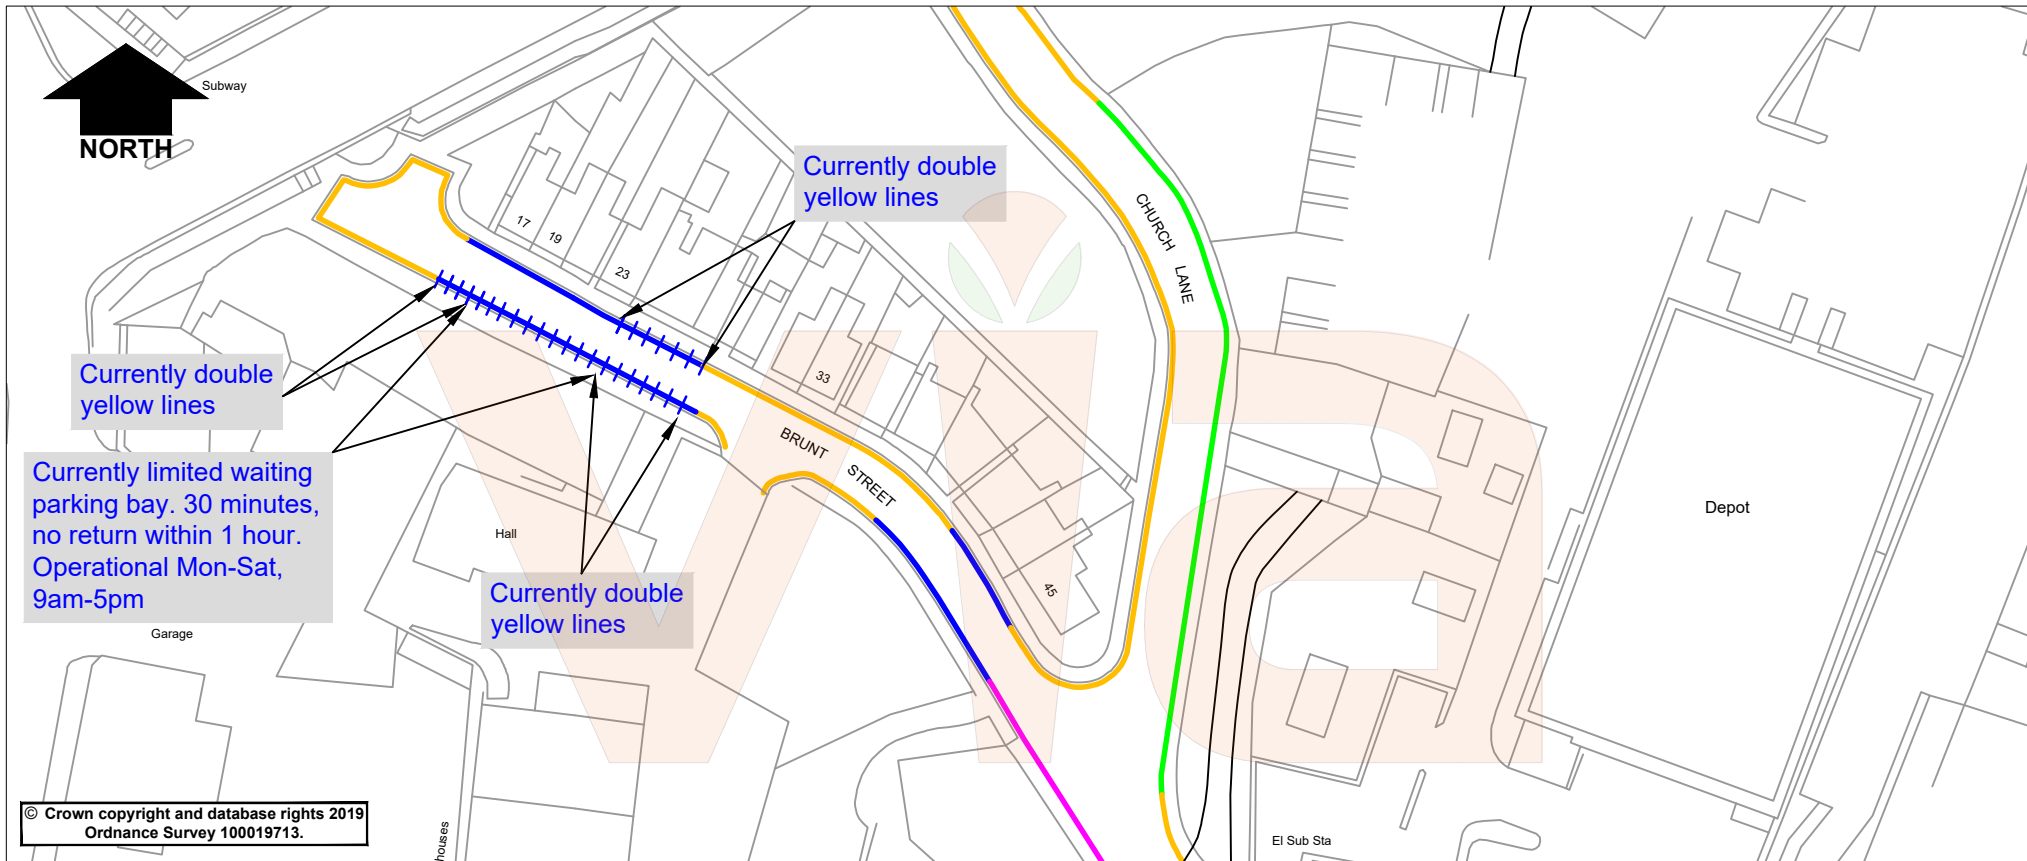 Subway
NORTH
Currently double
yellow lines
CHURCH LANE
17
19
23
33
45
Currently double
yellow lines
BRUNT STREET
Currently limited waiting
parking bay. 30 minutes,
no return within 1 hour.
Operational Mon-Sat,
9am-5pm
Hall
Depot
Currently double
yellow lines
Garage
© Crown copyright and database rights 2019
Ordnance Survey 100019713.
houses
El Sub Sta
Via